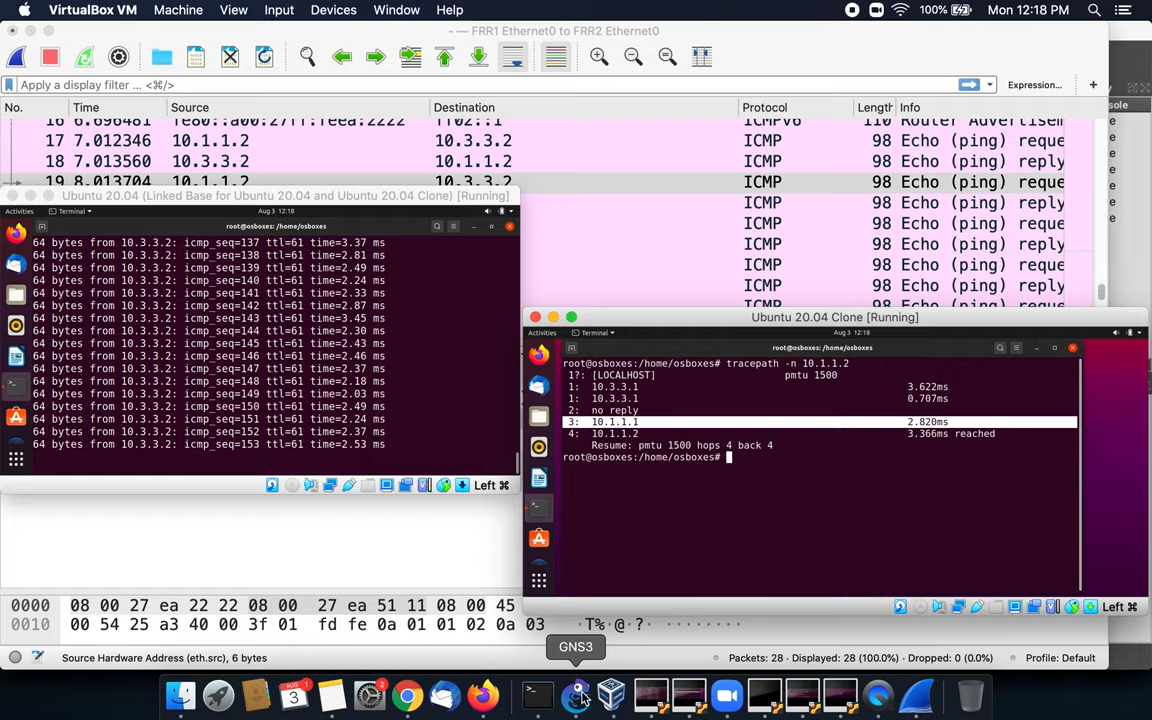 VirtualBox VM Machine View Input Devices Window Help 100% Mon 12:18 PM
- — FRR1 Ethernet0 to FRR2 Ethernet0
Apply a display filter ... <⌘/> Expression... +
No. Time Source Destination Protocol Length Info
16 6.696481 fe80::a00:27ff:feea:2222 ff02::1 ICMPv6 110 Router Advertisem
17 7.012346 10.1.1.2 10.3.3.2 ICMP 98 Echo (ping) reque
18 7.013560 10.3.3.2 10.1.1.2 ICMP 98 Echo (ping) reply
19 8.013704 10.1.1.2 10.3.3.2 ICMP 98 Echo (ping) reque
ICMP 98 Echo (ping) reply
ICMP 98 Echo (ping) reque
ICMP 98 Echo (ping) reply
ICMP 98 Echo (ping) reque
ICMP 98 Echo (ping) reply
ICMP 98 Echo (ping) reque
Ubuntu 20.04 (Linked Base for Ubuntu 20.04 and Ubuntu 20.04 Clone) [Running]
Activities Terminal Aug 3 12:18
root@osboxes: /home/osboxes
64 bytes from 10.3.3.2: icmp_seq=137 ttl=61 time=3.37 ms
64 bytes from 10.3.3.2: icmp_seq=138 ttl=61 time=2.81 ms
64 bytes from 10.3.3.2: icmp_seq=139 ttl=61 time=2.49 ms
64 bytes from 10.3.3.2: icmp_seq=140 ttl=61 time=2.24 ms
64 bytes from 10.3.3.2: icmp_seq=141 ttl=61 time=2.33 ms
64 bytes from 10.3.3.2: icmp_seq=142 ttl=61 time=2.87 ms
64 bytes from 10.3.3.2: icmp_seq=143 ttl=61 time=3.45 ms
64 bytes from 10.3.3.2: icmp_seq=144 ttl=61 time=2.30 ms
64 bytes from 10.3.3.2: icmp_seq=145 ttl=61 time=2.43 ms
64 bytes from 10.3.3.2: icmp_seq=146 ttl=61 time=2.46 ms
64 bytes from 10.3.3.2: icmp_seq=147 ttl=61 time=2.37 ms
64 bytes from 10.3.3.2: icmp_seq=148 ttl=61 time=2.18 ms
64 bytes from 10.3.3.2: icmp_seq=149 ttl=61 time=2.03 ms
64 bytes from 10.3.3.2: icmp_seq=150 ttl=61 time=2.49 ms
64 bytes from 10.3.3.2: icmp_seq=151 ttl=61 time=2.24 ms
64 bytes from 10.3.3.2: icmp_seq=152 ttl=61 time=2.37 ms
64 bytes from 10.3.3.2: icmp_seq=153 ttl=61 time=2.53 ms
Left ⌘
Ubuntu 20.04 Clone [Running]
Activities Terminal Aug 3 12:18
root@osboxes: /home/osboxes
root@osboxes:/home/osboxes# tracepath -n 10.1.1.2
1?: [LOCALHOST] pmtu 1500
1: 10.3.3.1 3.622ms
1: 10.3.3.1 0.707ms
2: no reply
3: 10.1.1.1 2.820ms
4: 10.1.1.2 3.366ms reached
Resume: pmtu 1500 hops 4 back 4
root@osboxes:/home/osboxes#
Left ⌘
0000 08 00 27 ea 22 22 08 00 27 ea 51 11 08 00 45
0010 00 54 25 a3 40 00 3f 01 fd fe 0a 01 01 02 0a 03 ·T%·@·?· ········
GNS3
Source Hardware Address (eth.src), 6 bytes Packets: 28 · Displayed: 28 (100.0%) · Dropped: 0 (0.0%) Profile: Default